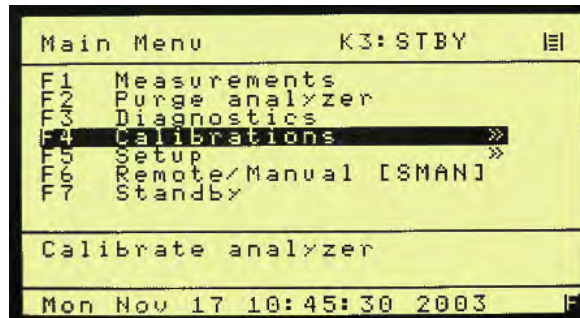 Main Menu K3:STBY
F1 Measurements
F2 Purge analyzer
F3 Diagnostics
F4 Calibrations »
F5 Setup »
F6 Remote/Manual [SMAN]
F7 Standby
Calibrate analyzer
Mon Nov 17 10:45:30 2003